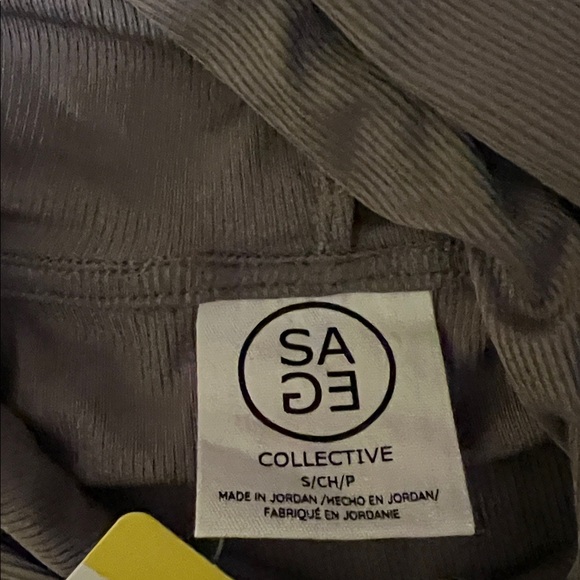 SA
GE
COLLECTIVE
S/CH/P
MADE IN JORDAN /HECHO EN JORDAN/
FABRIQUÉ EN JORDANIE